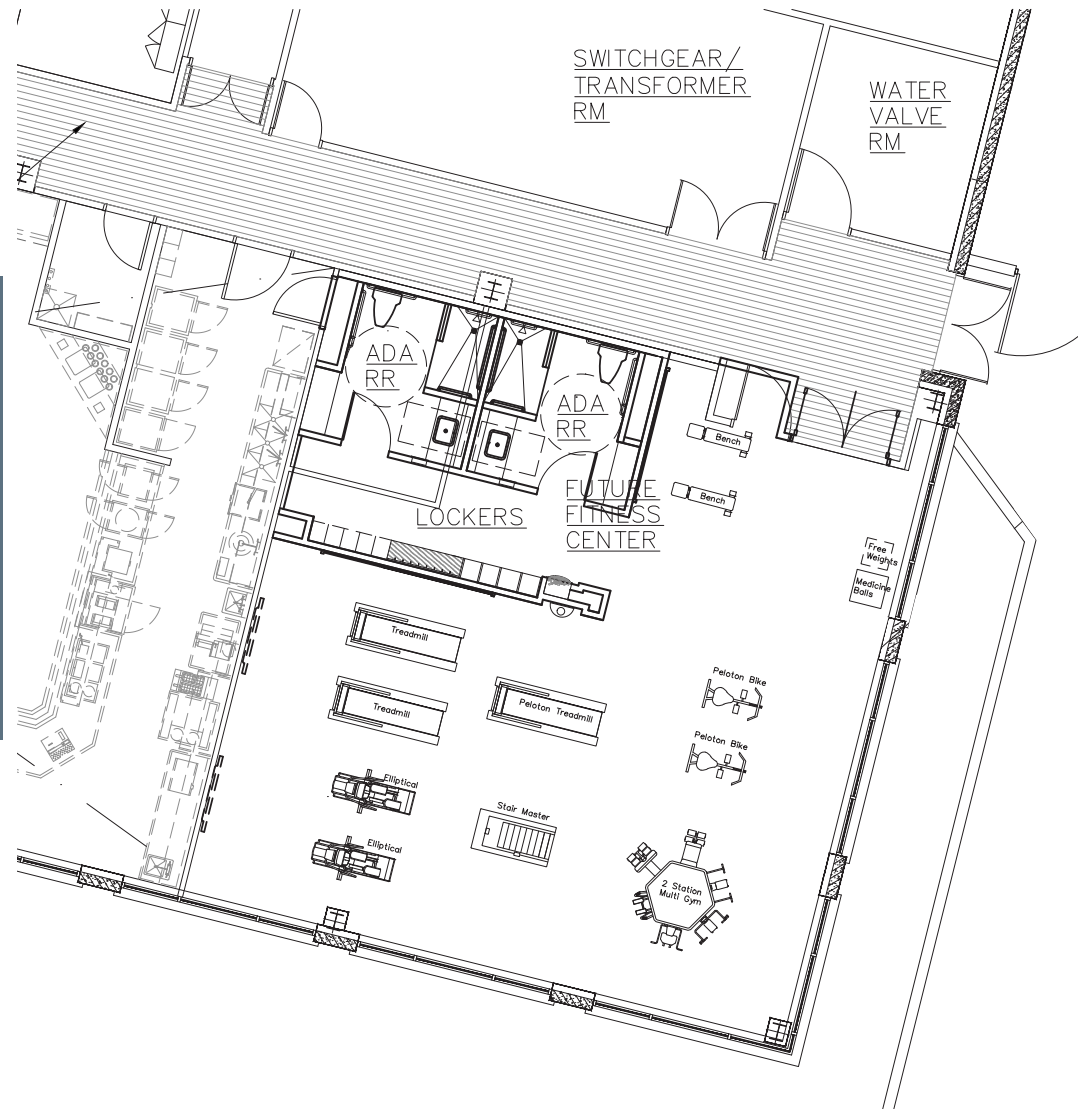 SWITCHGEAR/
TRANSFORMER
RM
WATER
VALVE
RM
ADA
RR
ADA
RR
Bench
Bench
FUTURE
FITNESS
CENTER
LOCKERS
Free
Weights
Medicine
Balls
Treadmill
Treadmill
Peloton Treadmill
Peloton Bike
Peloton Bike
Elliptical
Elliptical
Stair Master
2 Station
Multi Gym